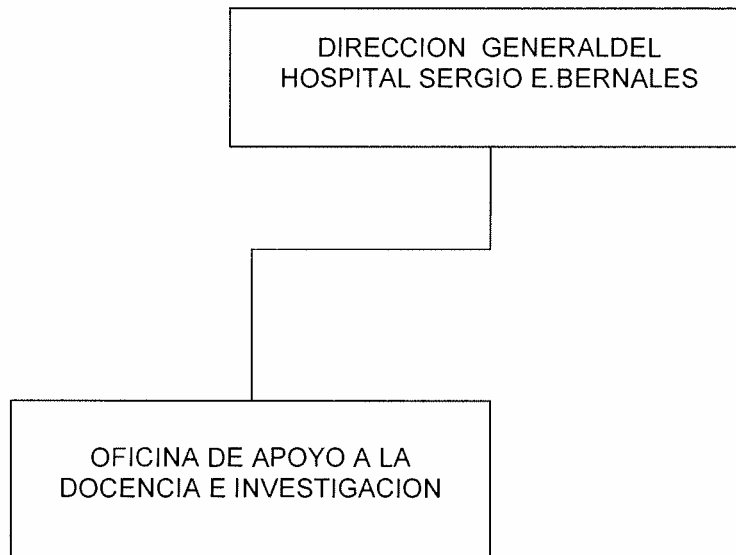 DIRECCION GENERALDEL
HOSPITAL SERGIO E.BERNALES
OFICINA DE APOYO A LA
DOCENCIA E INVESTIGACION